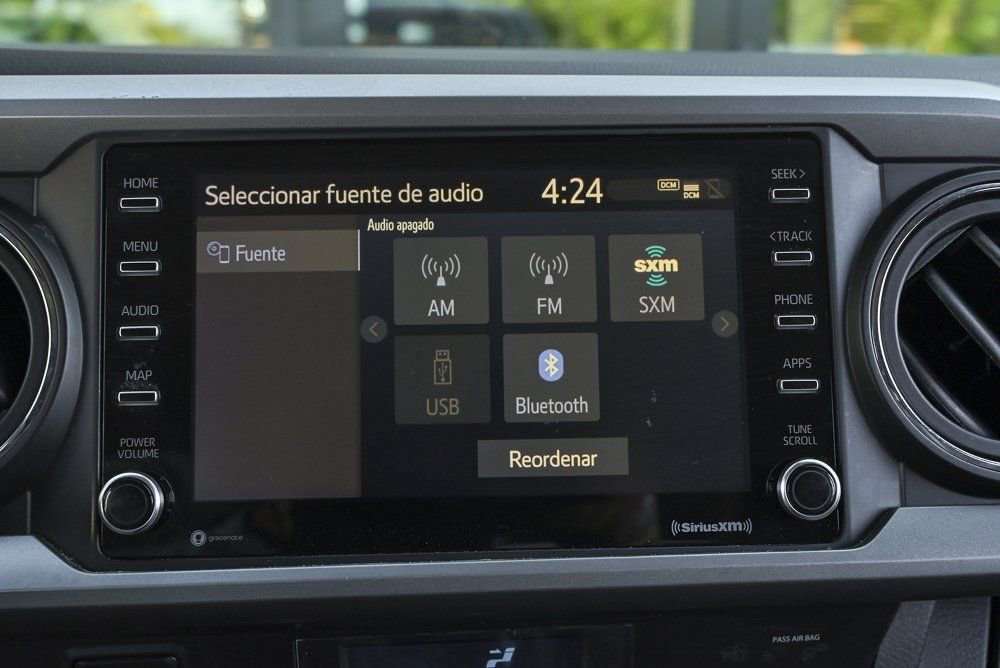 HOME
MENU
AUDIO
MAP
POWER
VOLUME
Seleccionar fuente de audio 4:24 DCM DCM
Fuente
Audio apagado
AM FM sxm SXM
USB Bluetooth
Reordenar
SEEK>
<TRACK
PHONE
APPS
TUNE
SCROLL
gracenote
((SiriusXM))
PASS AIR BAG